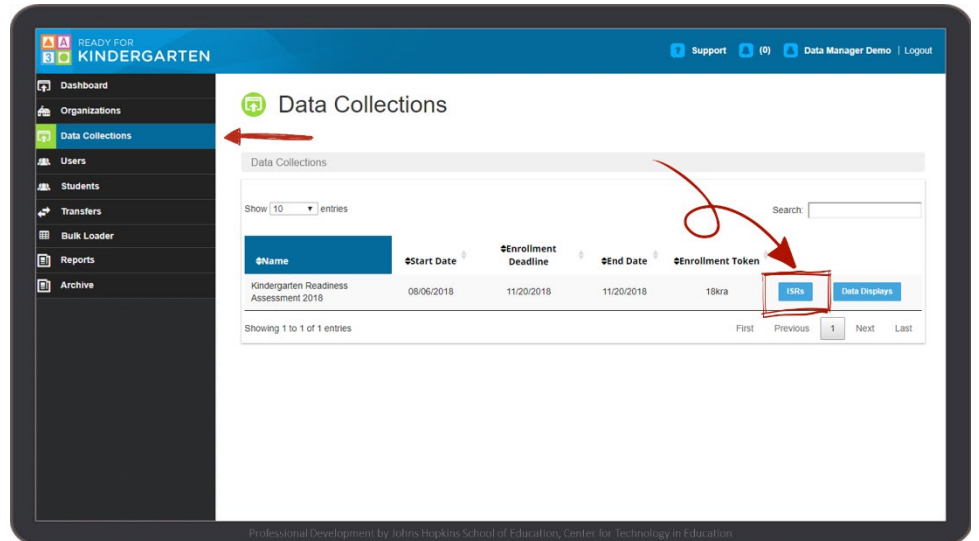 READY FOR
KINDERGARTEN
A
A
3
Support (0) Data Manager Demo | Logout
Dashboard
Organizations
Data Collections
Users
Students
Transfers
Bulk Loader
Reports
Archive
Data Collections
Data Collections
Show 10 entries
Search:
Name Start Date Enrollment Deadline End Date Enrollment Token
Kindergarten Readiness
Assessment 2018
08/06/2018 11/20/2018 11/20/2018 18kra ISRs Data Displays
Showing 1 to 1 of 1 entries
First Previous 1 Next Last
Professional Development by Johns Hopkins School of Education, Center for Technology in Education